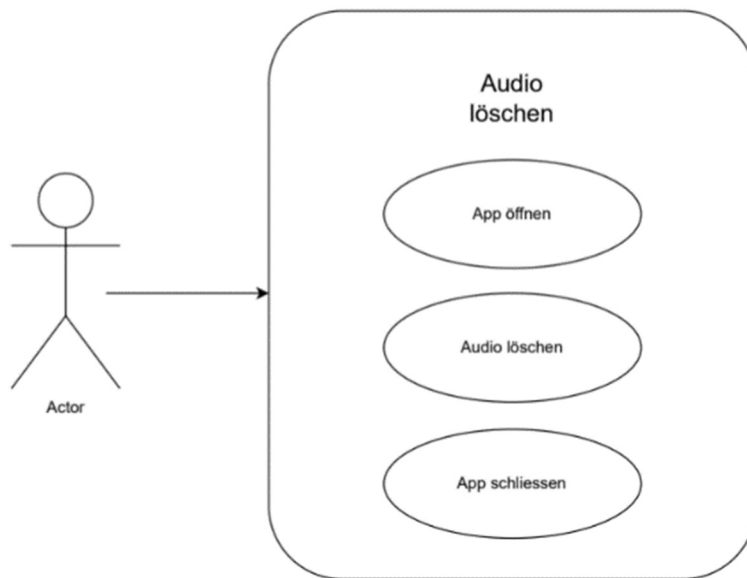 Audio
löschen
App öffnen
Audio löschen
App schliessen
Actor